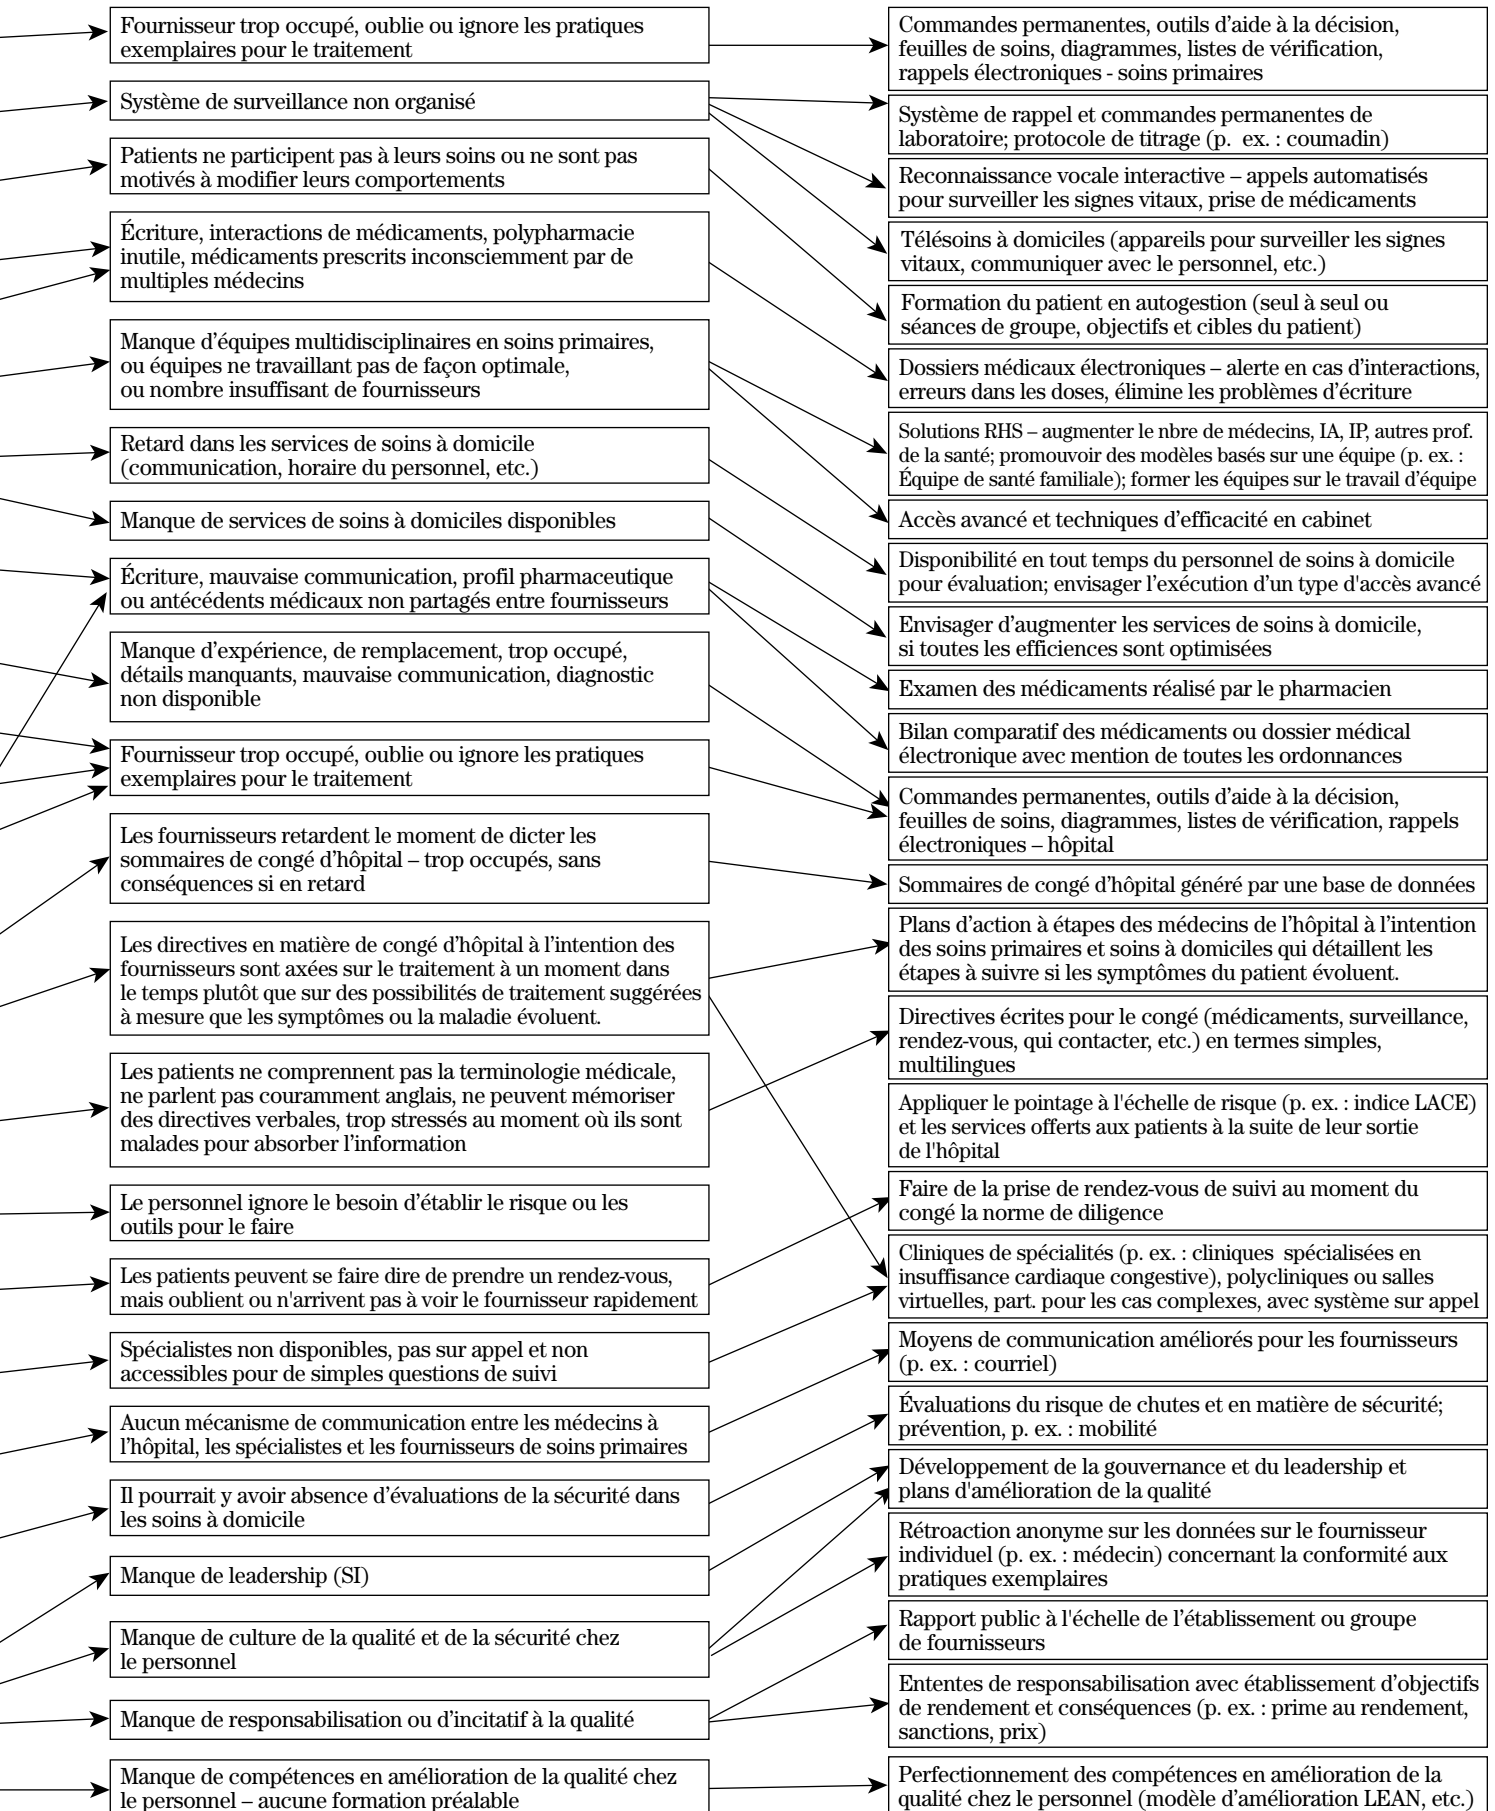 Fournisseur trop occupé, oublie ou ignore les pratiques
exemplaires pour le traitement
Système de surveillance non organisé
Patients ne participent pas à leurs soins ou ne sont pas
motivés à modifier leurs comportements
Écriture, interactions de médicaments, polypharmacie
inutile, médicaments prescrits inconsciemment par de
multiples médecins
Manque d’équipes multidisciplinaires en soins primaires,
ou équipes ne travaillant pas de façon optimale,
ou nombre insuffisant de fournisseurs
Retard dans les services de soins à domicile
(communication, horaire du personnel, etc.)
Manque de services de soins à domiciles disponibles
Écriture, mauvaise communication, profil pharmaceutique
ou antécédents médicaux non partagés entre fournisseurs
Manque d’expérience, de remplacement, trop occupé,
détails manquants, mauvaise communication, diagnostic
non disponible
Fournisseur trop occupé, oublie ou ignore les pratiques
exemplaires pour le traitement
Les fournisseurs retardent le moment de dicter les
sommaires de congé d’hôpital – trop occupés, sans
conséquences si en retard
Les directives en matière de congé d’hôpital à l’intention des
fournisseurs sont axées sur le traitement à un moment dans
le temps plutôt que sur des possibilités de traitement suggérées
à mesure que les symptômes ou la maladie évoluent.
Les patients ne comprennent pas la terminologie médicale,
ne parlent pas couramment anglais, ne peuvent mémoriser
des directives verbales, trop stressés au moment où ils sont
malades pour absorber l’information
Le personnel ignore le besoin d’établir le risque ou les
outils pour le faire
Les patients peuvent se faire dire de prendre un rendez-vous,
mais oublient ou n'arrivent pas à voir le fournisseur rapidement
Spécialistes non disponibles, pas sur appel et non
accessibles pour de simples questions de suivi
Aucun mécanisme de communication entre les médecins à
l’hôpital, les spécialistes et les fournisseurs de soins primaires
Il pourrait y avoir absence d’évaluations de la sécurité dans
les soins à domicile
Manque de leadership (SI)
Manque de culture de la qualité et de la sécurité chez
le personnel
Manque de responsabilisation ou d'incitatif à la qualité
Manque de compétences en amélioration de la qualité chez
le personnel – aucune formation préalable
Commandes permanentes, outils d’aide à la décision,
feuilles de soins, diagrammes, listes de vérification,
rappels électroniques - soins primaires
Système de rappel et commandes permanentes de
laboratoire; protocole de titrage (p. ex. : coumadin)
Reconnaissance vocale interactive – appels automatisés
pour surveiller les signes vitaux, prise de médicaments
Télésoins à domiciles (appareils pour surveiller les signes
vitaux, communiquer avec le personnel, etc.)
Formation du patient en autogestion (seul à seul ou
séances de groupe, objectifs et cibles du patient)
Dossiers médicaux électroniques – alerte en cas d’interactions,
erreurs dans les doses, élimine les problèmes d’écriture
Solutions RHS – augmenter le nbre de médecins, IA, IP, autres prof.
de la santé; promouvoir des modèles basés sur une équipe (p. ex. :
Équipe de santé familiale); former les équipes sur le travail d’équipe
Accès avancé et techniques d’efficacité en cabinet
Disponibilité en tout temps du personnel de soins à domicile
pour évaluation; envisager l’exécution d’un type d'accès avancé
Envisager d’augmenter les services de soins à domicile,
si toutes les efficiences sont optimisées
Examen des médicaments réalisé par le pharmacien
Bilan comparatif des médicaments ou dossier médical
électronique avec mention de toutes les ordonnances
Commandes permanentes, outils d’aide à la décision,
feuilles de soins, diagrammes, listes de vérification, rappels
électroniques – hôpital
Sommaires de congé d’hôpital généré par une base de données
Plans d’action à étapes des médecins de l’hôpital à l’intention
des soins primaires et soins à domiciles qui détaillent les
étapes à suivre si les symptômes du patient évoluent.
Directives écrites pour le congé (médicaments, surveillance,
rendez-vous, qui contacter, etc.) en termes simples,
multilingues
Appliquer le pointage à l'échelle de risque (p. ex. : indice LACE)
et les services offerts aux patients à la suite de leur sortie
de l'hôpital
Faire de la prise de rendez-vous de suivi au moment du
congé la norme de diligence
Cliniques de spécialités (p. ex. : cliniques spécialisées en
insuffisance cardiaque congestive), polycliniques ou salles
virtuelles, part. pour les cas complexes, avec système sur appel
Moyens de communication améliorés pour les fournisseurs
(p. ex. : courriel)
Évaluations du risque de chutes et en matière de sécurité;
prévention, p. ex. : mobilité
Développement de la gouvernance et du leadership et
plans d'amélioration de la qualité
Rétroaction anonyme sur les données sur le fournisseur
individuel (p. ex. : médecin) concernant la conformité aux
pratiques exemplaires
Rapport public à l'échelle de l’établissement ou groupe
de fournisseurs
Ententes de responsabilisation avec établissement d’objectifs
de rendement et conséquences (p. ex. : prime au rendement,
sanctions, prix)
Perfectionnement des compétences en amélioration de la
qualité chez le personnel (modèle d’amélioration LEAN, etc.)